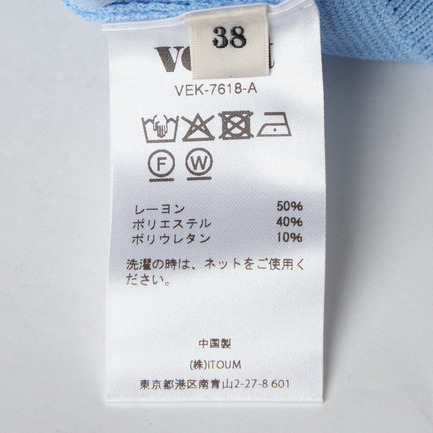 38
VEK-7618-A
F W
レーヨン 50%
ポリエステル 40%
ポリウレタン 10%
洗濯の時は、ネットをご使用く
ださい。
中国製
(株)ITOUM
東京都港区南青山2-27-8 601